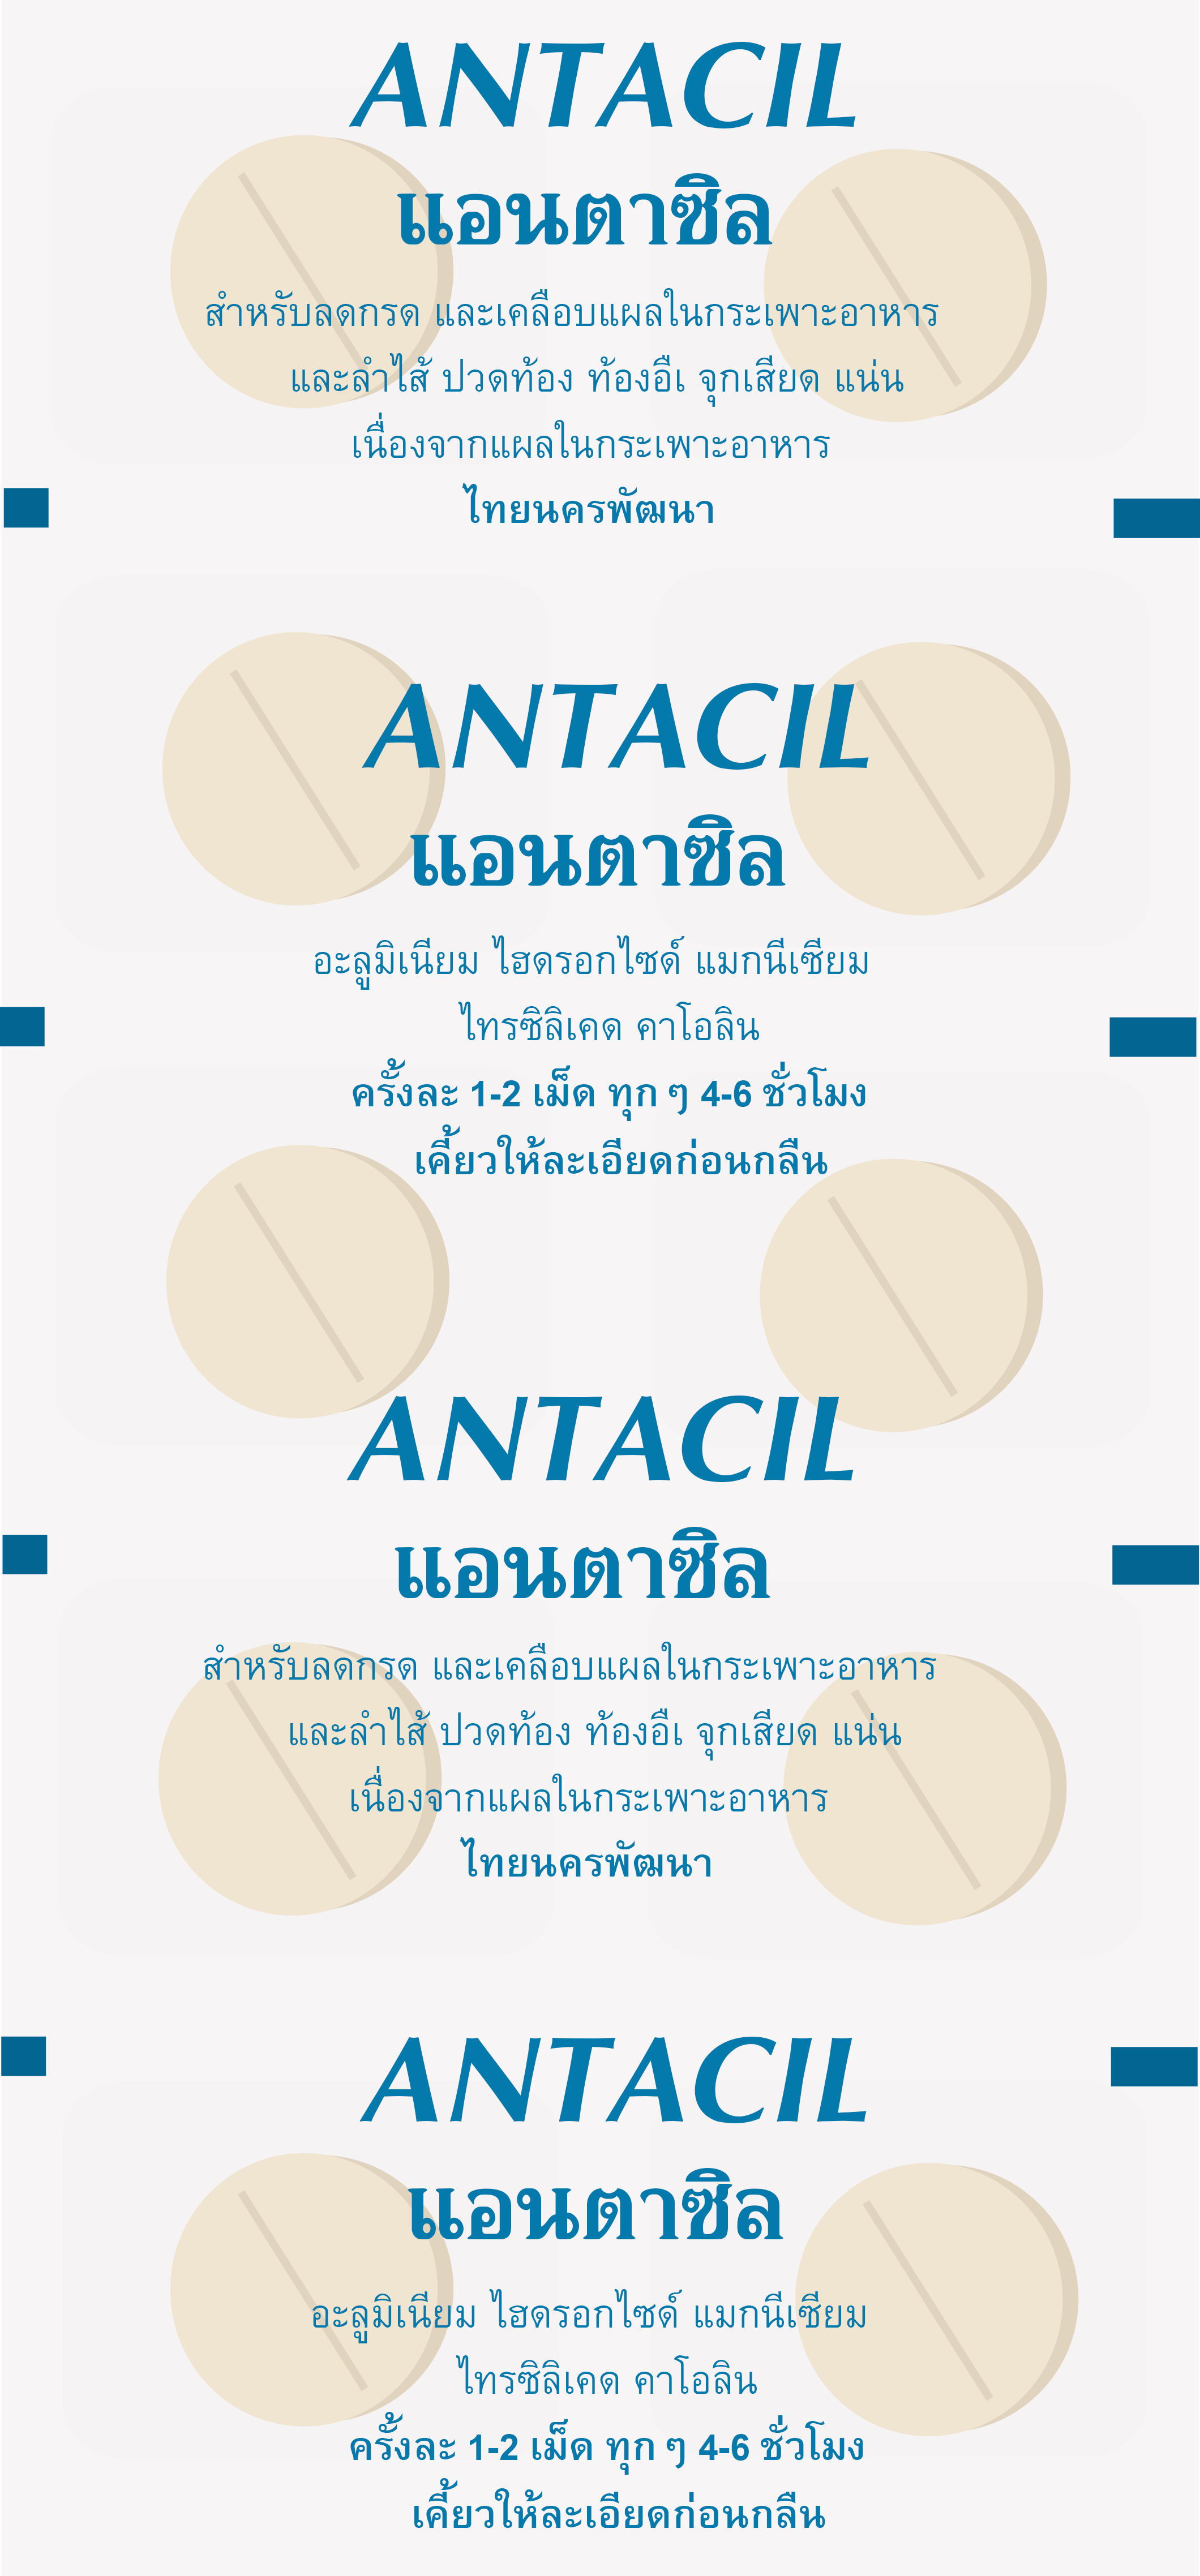 ANTACIL
แอนตาซิล
สำหรับลดกรด และเคลือบแผลในกระเพาะอาหาร
และลำไส้ ปวดท้อง ท้องอืเ จุกเสียด แน่น
เนื่องจากแผลในกระเพาะอาหาร
ไทยนครพัฒนา
ANTACIL
แอนตาซิล
อะลูมิเนียม ไฮดรอกไซด์ แมกนีเซียม
ไทรซิลิเคด คาโอลิน
ครั้งละ 1-2 เม็ด ทุก ๆ 4-6 ชั่วโมง
เคี้ยวให้ละเอียดก่อนกลืน
ANTACIL
แอนตาซิล
สำหรับลดกรด และเคลือบแผลในกระเพาะอาหาร
และลำไส้ ปวดท้อง ท้องอืเ จุกเสียด แน่น
เนื่องจากแผลในกระเพาะอาหาร
ไทยนครพัฒนา
ANTACIL
แอนตาซิล
อะลูมิเนียม ไฮดรอกไซด์ แมกนีเซียม
ไทรซิลิเคด คาโอลิน
ครั้งละ 1-2 เม็ด ทุก ๆ 4-6 ชั่วโมง
เคี้ยวให้ละเอียดก่อนกลืน